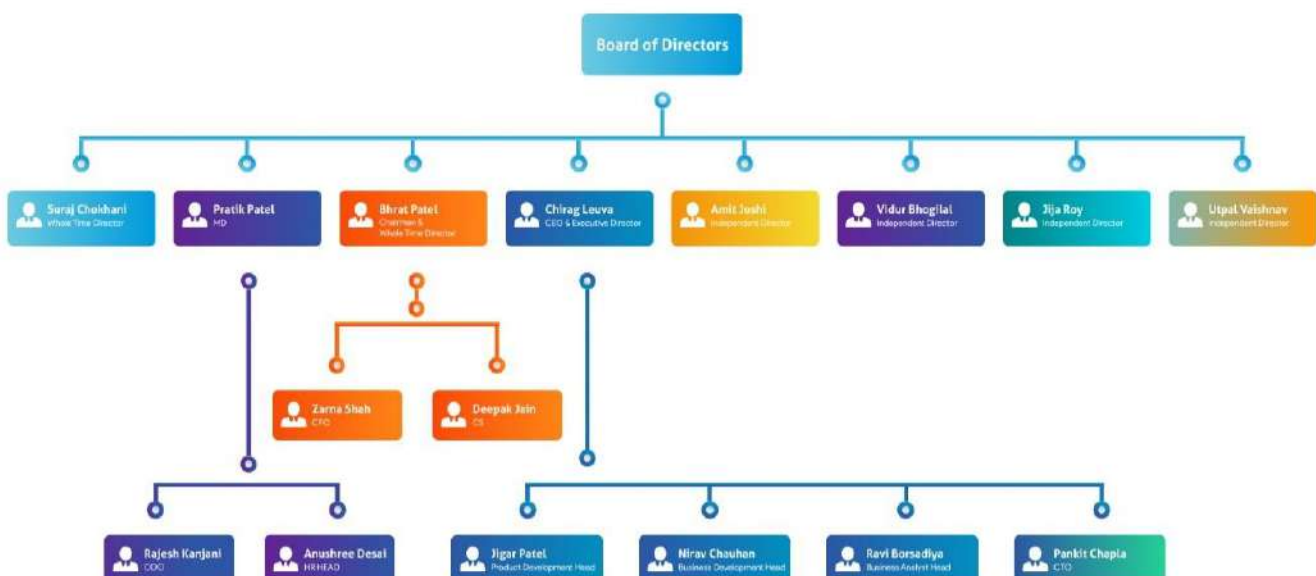 Board of Directors
Suraj Chokhani
Whole Time Director
Pratik Patel
MD
Bhrat Patel
Chairman &
Whole Time Director
Chirag Leuva
CEO & Executive Director
Amit Joshi
Independent Director
Vidur Bhogilal
Independent Director
Jija Roy
Independent Director
Utpal Vaishnav
Independent Director
Zarna Shah
CFO
Deepak Jain
CS
Rajesh Kanjani
Anushree Desai
HR HEAD
Jigar Patel
Product Development Head
Nirav Chauhan
Business Development Head
Ravi Borsadiya
Business Analyst Head
Pankit Chapla
CTO